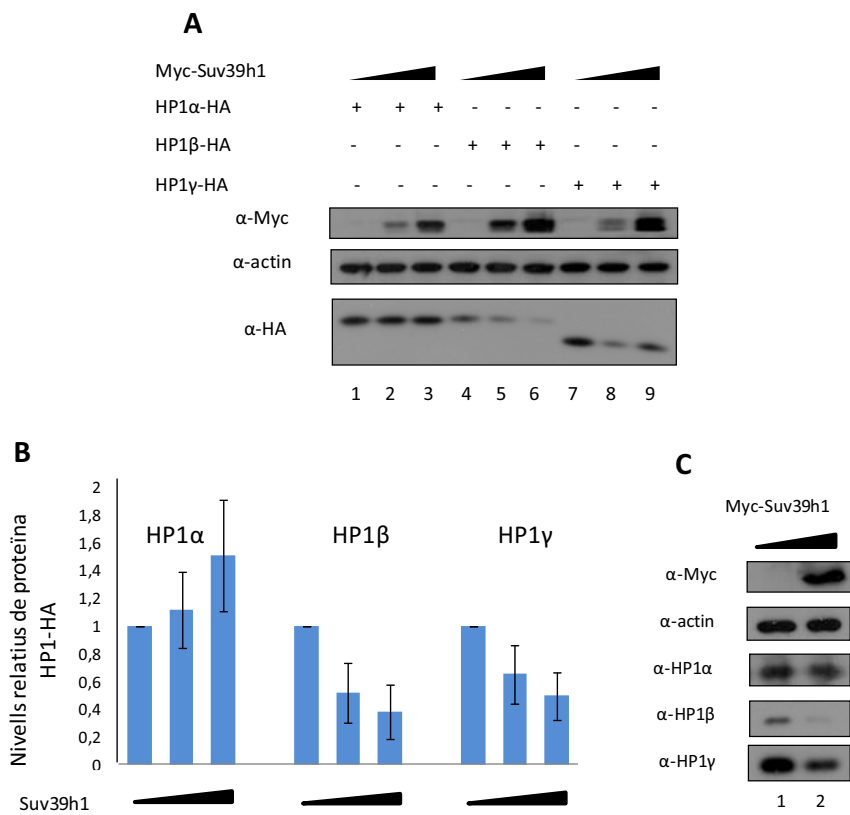 A
Myc-Suv39h1
HP1α-HA + + + - - - - - -
HP1β-HA - - - + + + - - -
HP1γ-HA - - - - - - + + +
α-Myc
α-actin
α-HA
1 2 3 4 5 6 7 8 9
B
Nivells relatius de proteïna
HP1-HA
2
1,8
1,6
1,4
1,2
1
0,8
0,6
0,4
0,2
0
HP1α HP1β HP1γ
Suv39h1
C
Myc-Suv39h1
α-Myc
α-actin
α-HP1α
α-HP1β
α-HP1γ
1 2